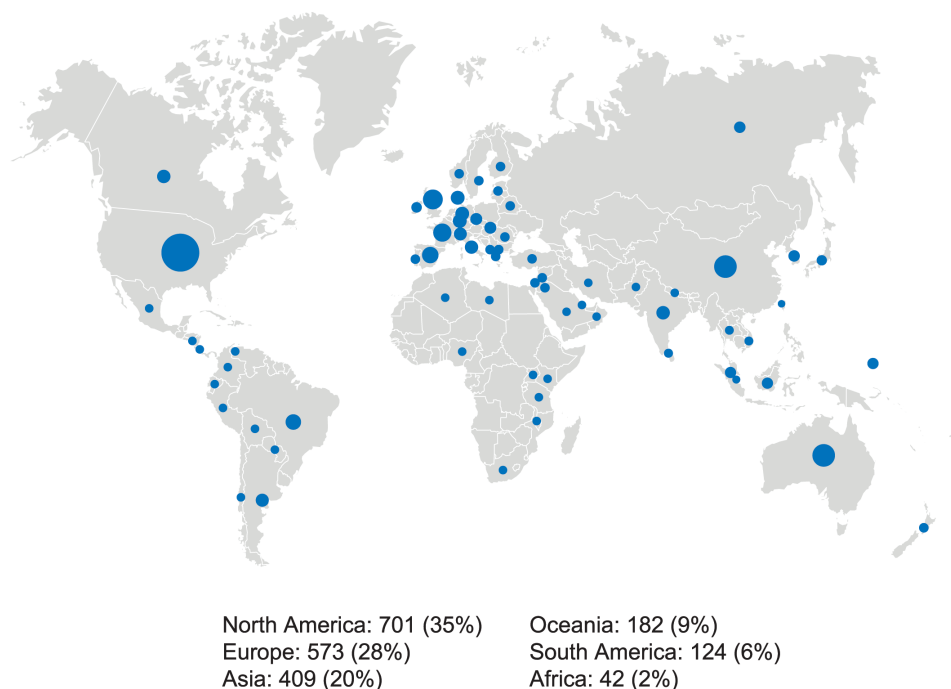 North America: 701 (35%)
Europe: 573 (28%)
Asia: 409 (20%)
Oceania: 182 (9%)
South America: 124 (6%)
Africa: 42 (2%)